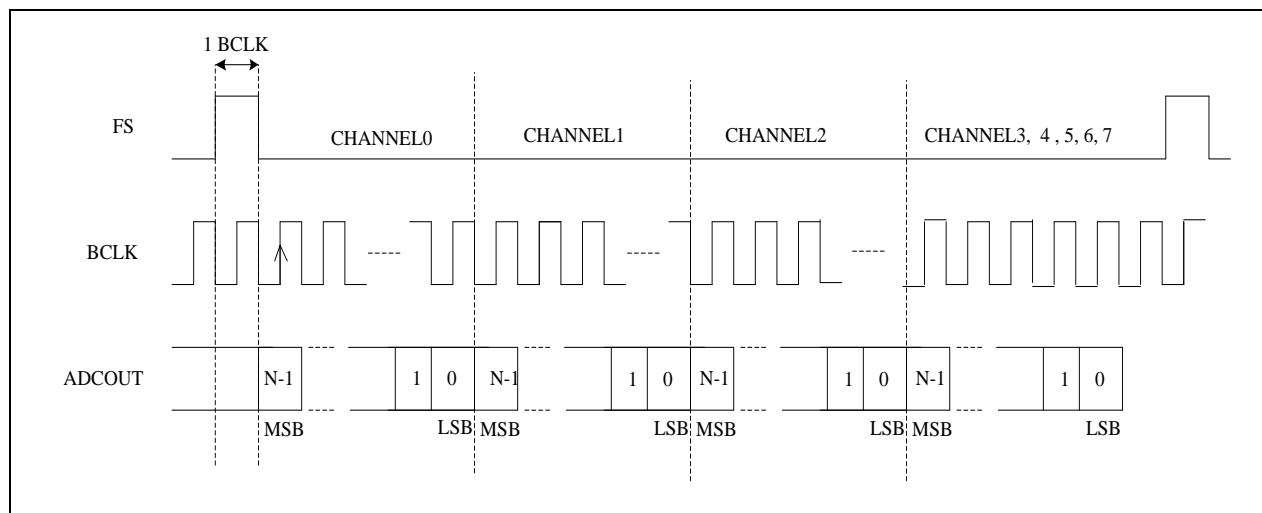 1 BCLK
FS
CHANNEL0 CHANNEL1 CHANNEL2 CHANNEL3, 4 , 5, 6, 7
BCLK
ADCOUT
N-1 1 0 N-1 1 0 N-1 1 0 N-1 1 0
MSB LSB MSB LSB MSB LSB MSB LSB